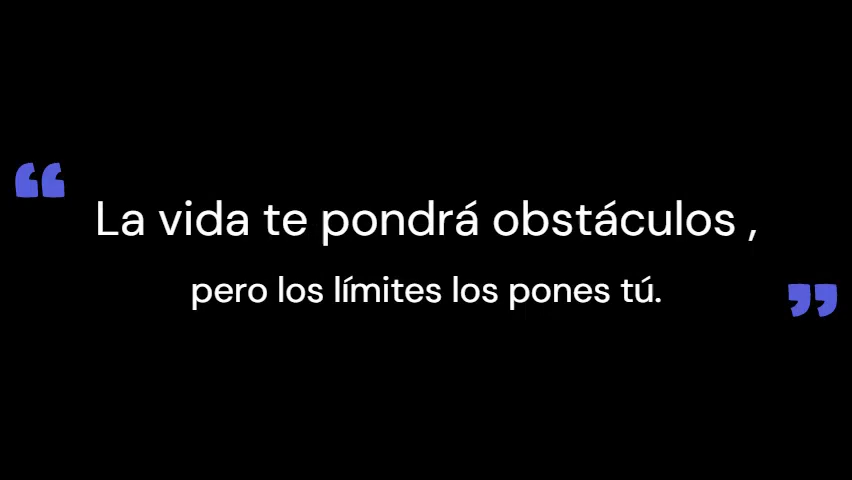 “
La vida te pondrá obstáculos ,
pero los límites los pones tú.
”